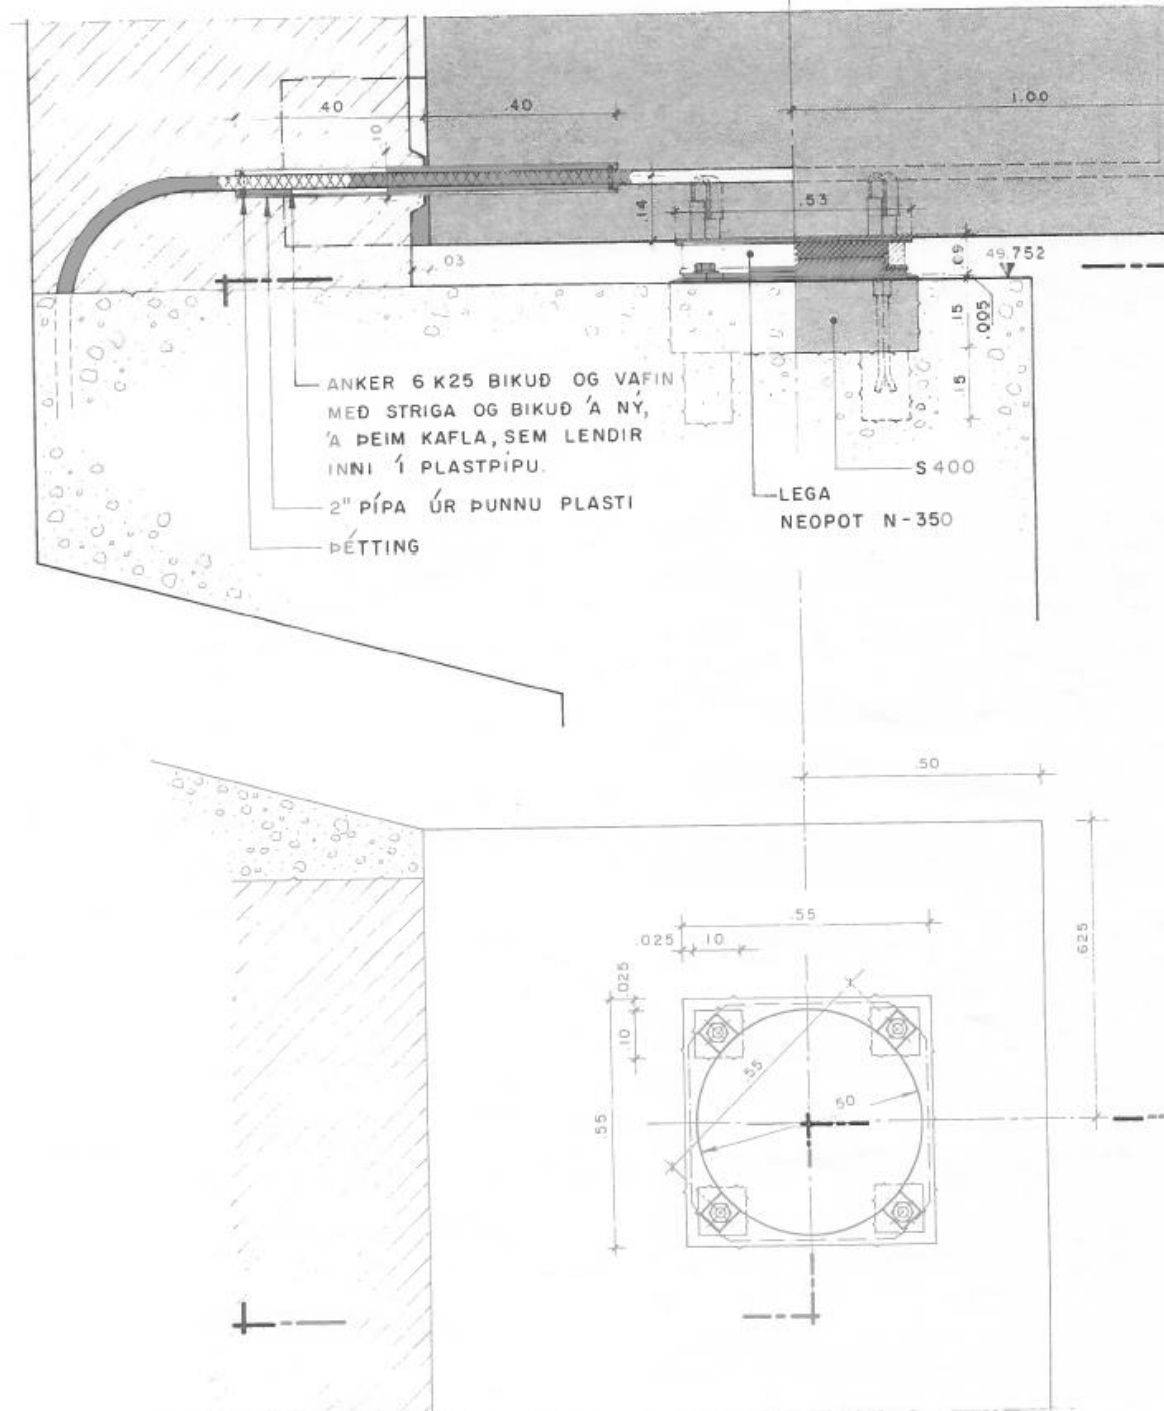 .40
.40
1.00
.10
.53
.14
.03
.09
49.752
.15
.005
.15
ANKER 6 K25 BIKUÐ OG VAFIN
MEÐ STRIGA OG BIKUÐ Á NÝ,
Á ÞEIM KAFLA, SEM LENDIR
INNI Í PLASTPÍPU.
2" PÍPA ÚR ÞUNNU PLASTI
ÞÉTTING
S 400
LEGA
NEOPOT N-350
.50
.55
.025
.10
.625
.025
.10
.55
.50
.55